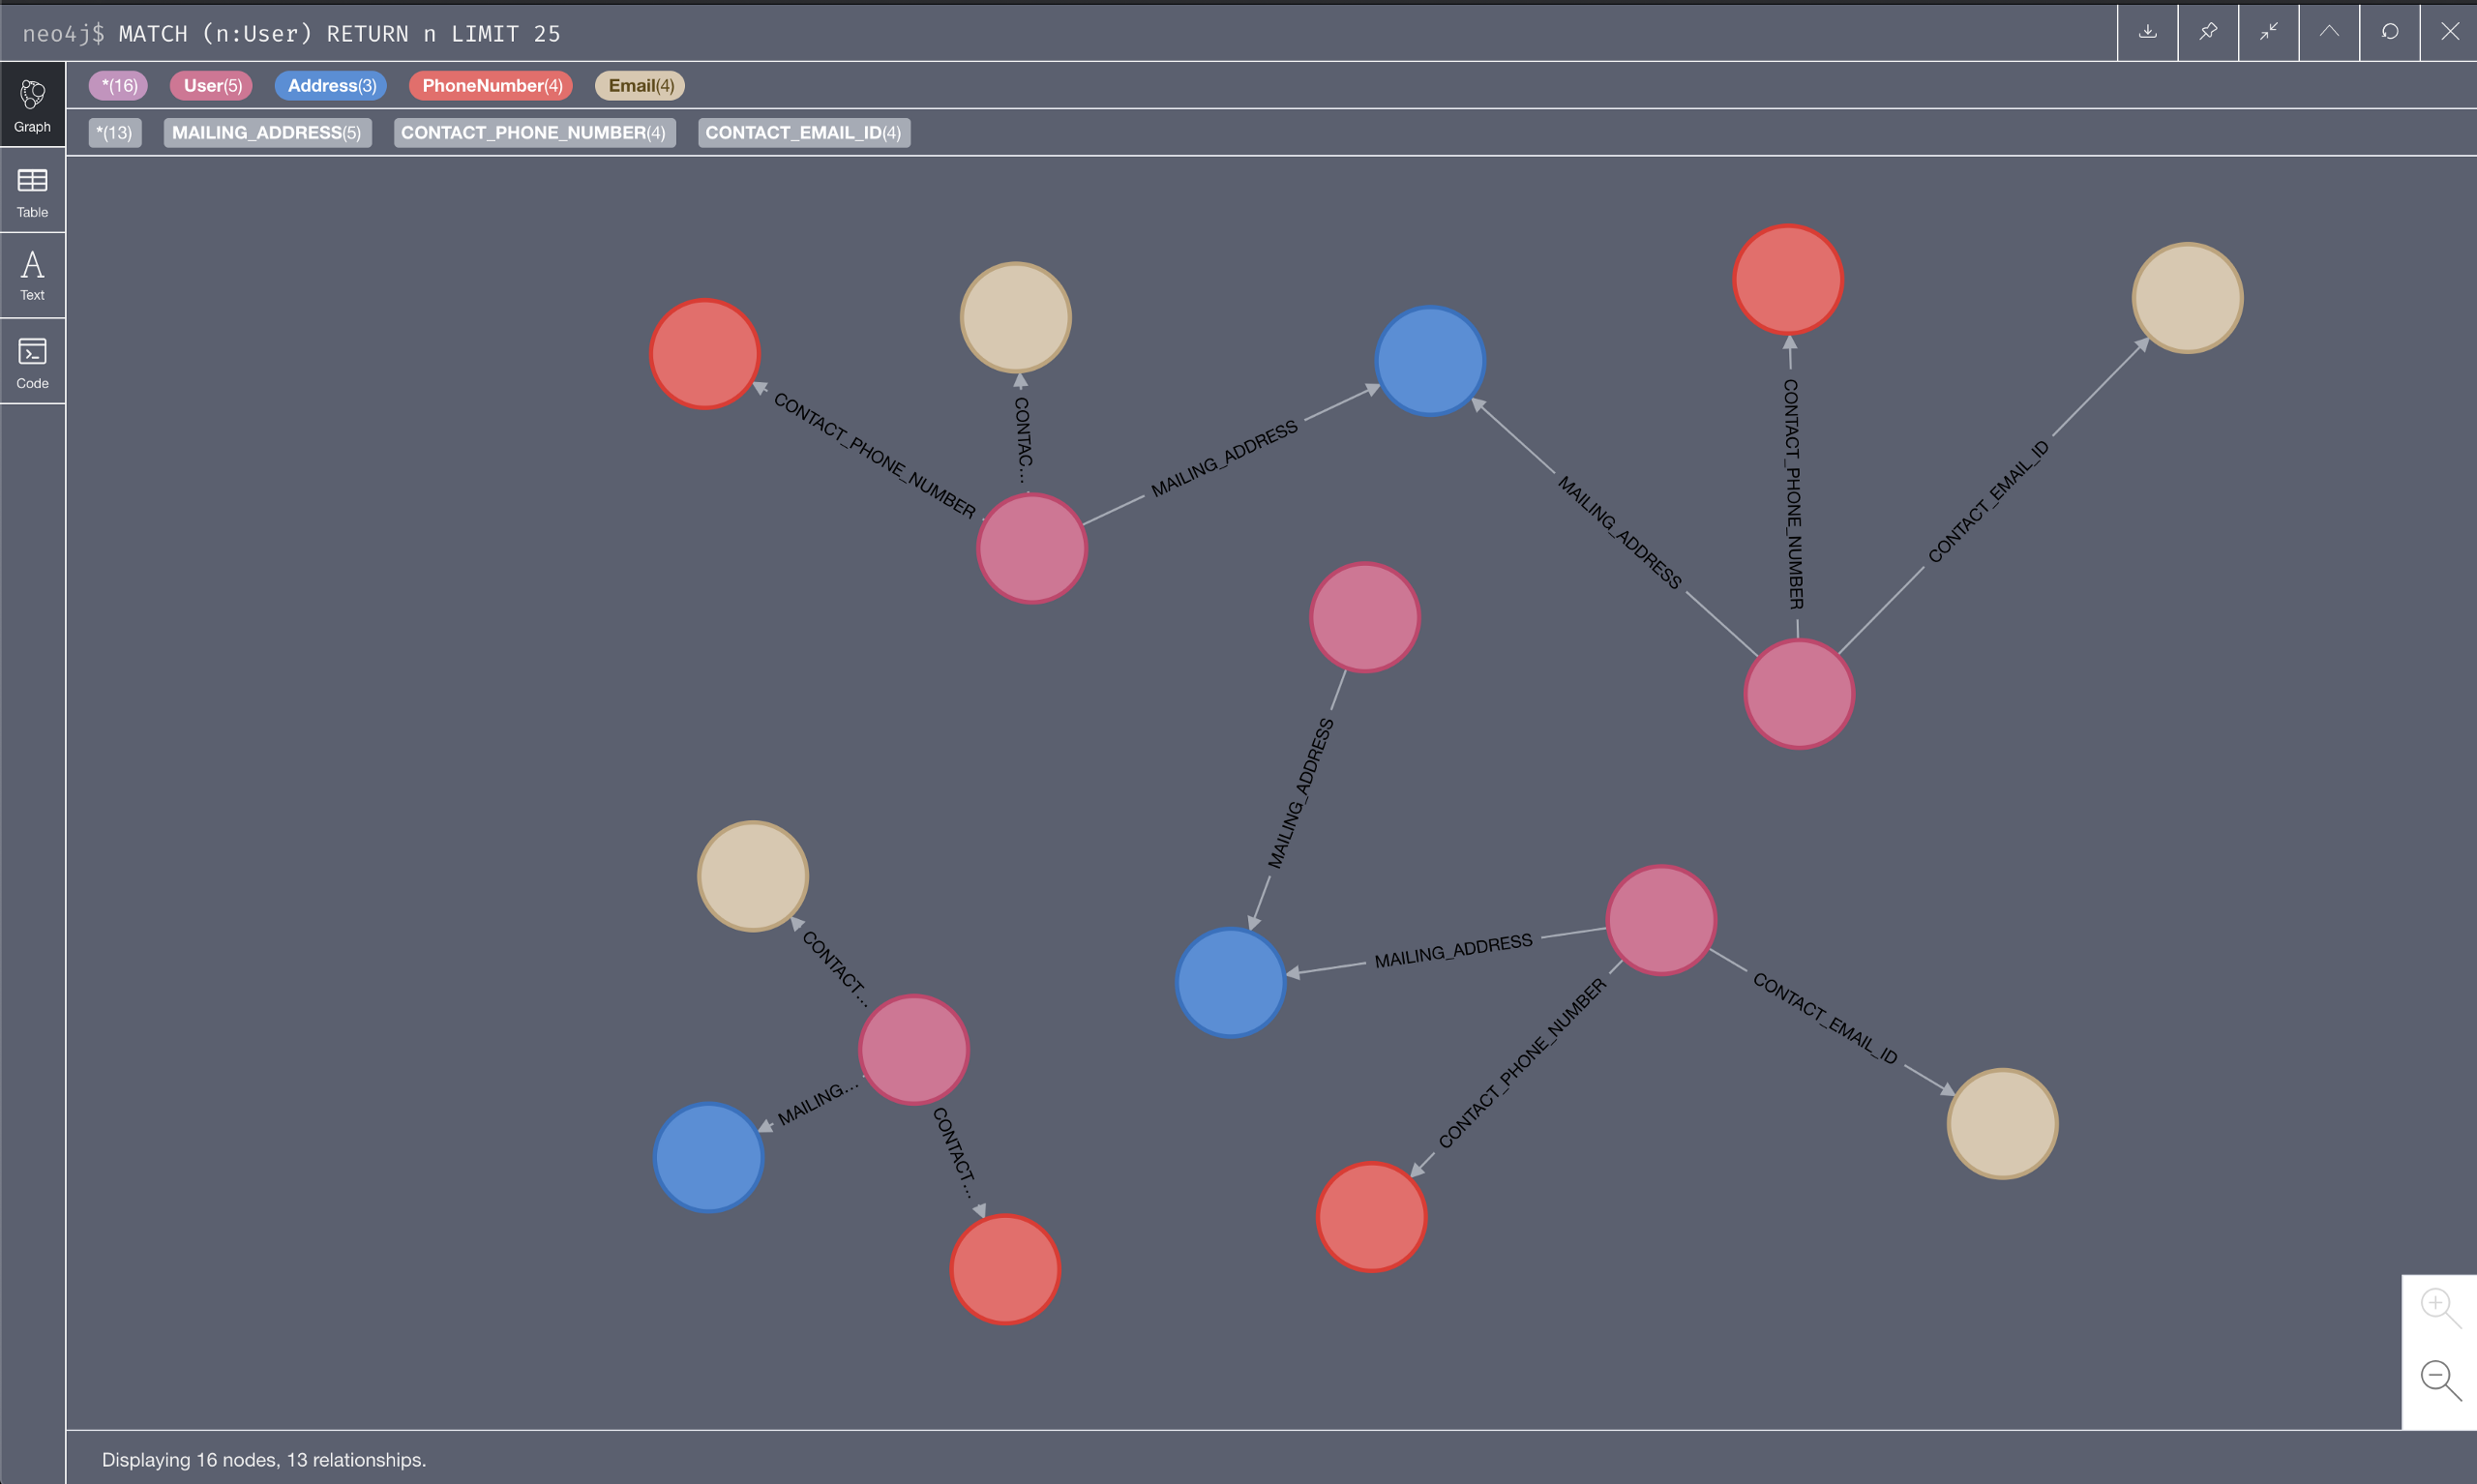 neo4j$ MATCH (n:User) RETURN n LIMIT 25
*(16) User(5) Address(3) PhoneNumber(4) Email(4)
*(13) MAILING_ADDRESS(5) CONTACT_PHONE_NUMBER(4) CONTACT_EMAIL_ID(4)
Graph
Table
Text
Code
CONTACT_PHONE_NUMBER
CONTAC…
MAILING_ADDRESS
MAILING_ADDRESS
CONTACT_PHONE_NUMBER
CONTACT_EMAIL_ID
MAILING_ADDRESS
CONTACT…
MAILING…
CONTACT…
MAILING_ADDRESS
CONTACT_PHONE_NUMBER
CONTACT_EMAIL_ID
Displaying 16 nodes, 13 relationships.